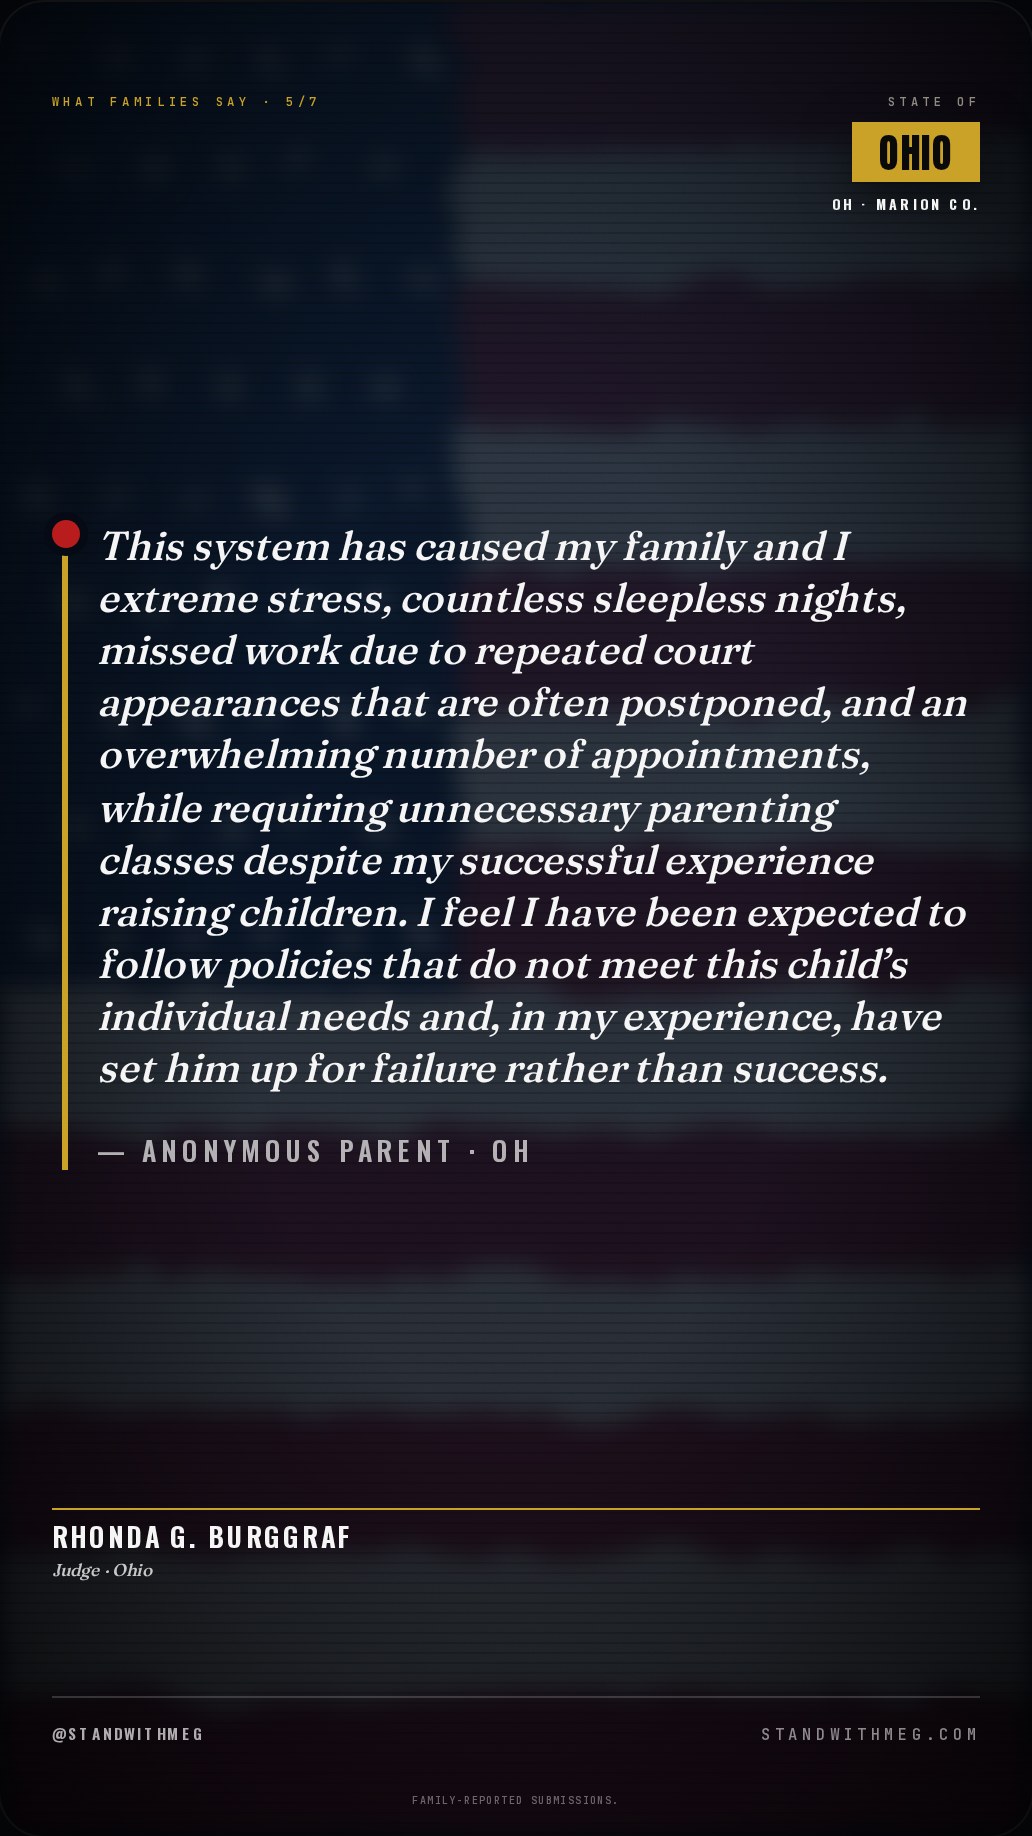 WHAT FAMILIES SAY · 5/7
STATE OF
OHIO
OH · MARION CO.
This system has caused my family and I
extreme stress, countless sleepless nights,
missed work due to repeated court
appearances that are often postponed, and an
overwhelming number of appointments,
while requiring unnecessary parenting
classes despite my successful experience
raising children. I feel I have been expected to
follow policies that do not meet this child’s
individual needs and, in my experience, have
set him up for failure rather than success.
— ANONYMOUS PARENT · OH
RHONDA G. BURGGRAF
Judge · Ohio
@STANDWITHMEG
STANDWITHMEG.COM
FAMILY-REPORTED SUBMISSIONS.